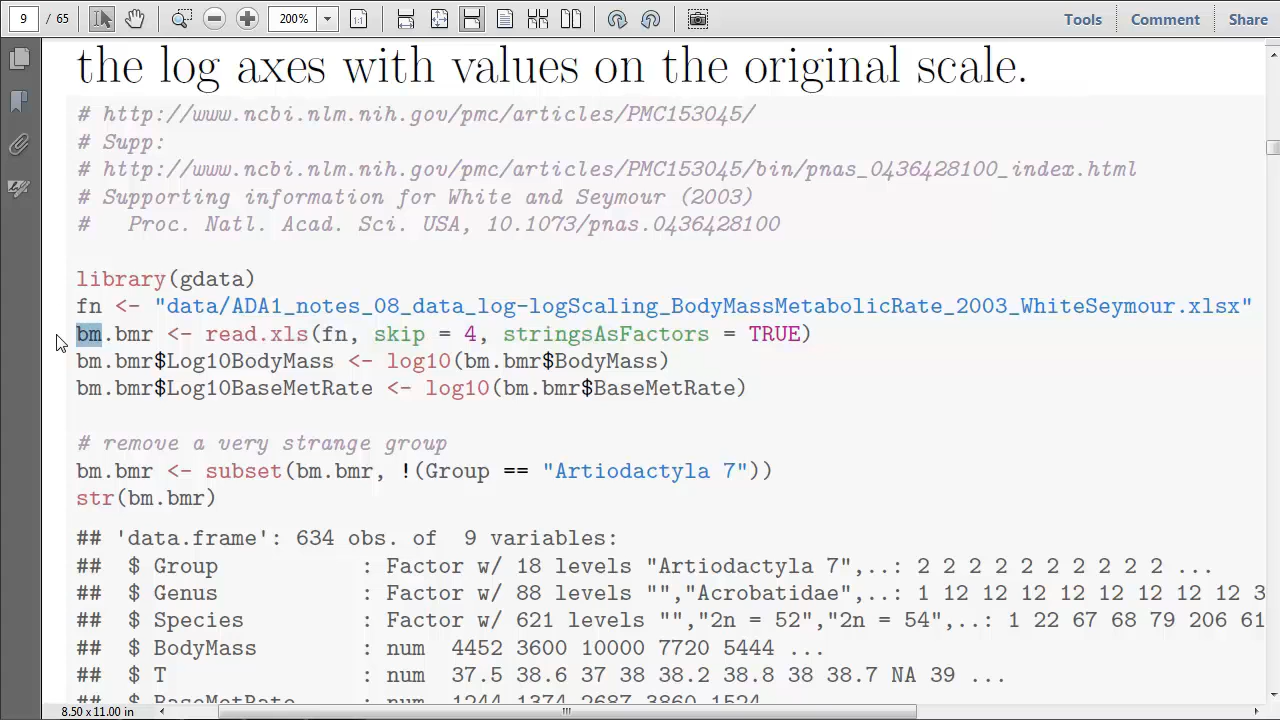 9 / 65 200% Tools Comment Share
the log axes with values on the original scale.
# http://www.ncbi.nlm.nih.gov/pmc/articles/PMC153045/
# Supp:
# http://www.ncbi.nlm.nih.gov/pmc/articles/PMC153045/bin/pnas_0436428100_index.html
# Supporting information for White and Seymour (2003)
#   Proc. Natl. Acad. Sci. USA, 10.1073/pnas.0436428100
library(gdata)
fn <- "data/ADA1_notes_08_data_log-logScaling_BodyMassMetabolicRate_2003_WhiteSeymour.xlsx"
bm.bmr <- read.xls(fn, skip = 4, stringsAsFactors = TRUE)
bm.bmr$Log10BodyMass <- log10(bm.bmr$BodyMass)
bm.bmr$Log10BaseMetRate <- log10(bm.bmr$BaseMetRate)
# remove a very strange group
bm.bmr <- subset(bm.bmr, !(Group == "Artiodactyla 7"))
str(bm.bmr)
## 'data.frame': 634 obs. of  9 variables:
##  $ Group           : Factor w/ 18 levels "Artiodactyla 7",..: 2 2 2 2 2 2 2 2 2 2 ...
##  $ Genus           : Factor w/ 88 levels "","Acrobatidae",..: 1 12 12 12 12 12 12 12 12 3
##  $ Species         : Factor w/ 621 levels "","2n = 52","2n = 54",..: 1 22 67 68 79 206 61
##  $ BodyMass        : num  4452 3600 10000 7720 5444 ...
##  $ T               : num  37.5 38.6 37 38 38.2 38.8 38 38.7 NA 39 ...
##  $ BaseMetRate     : num  1244 1374 2687 3860 1524
8.50 x 11.00 in